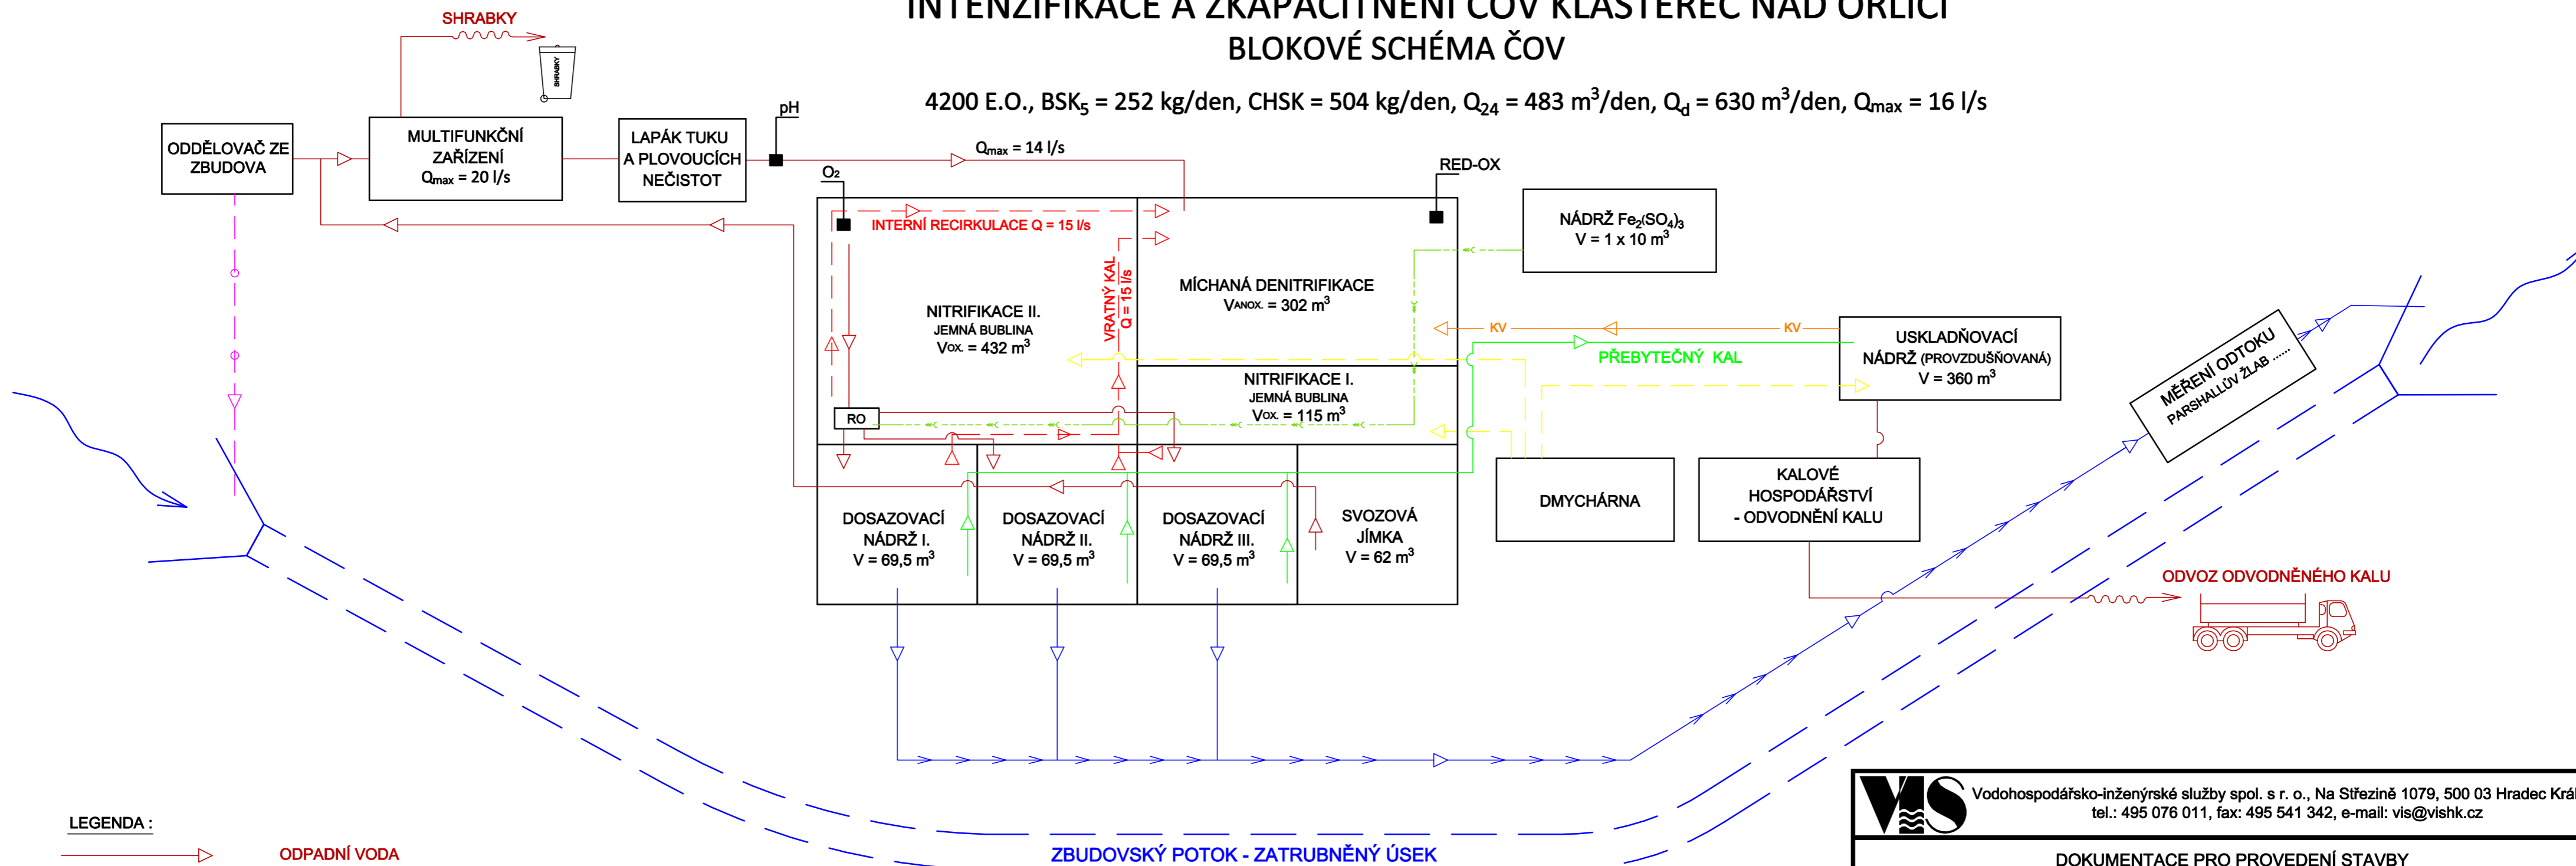 INTENZIFIKACE A ZKAPACITNĚNÍ ČOV KLÁŠTEREC NAD ORLICÍ
BLOKOVÉ SCHÉMA ČOV
4200 E.O., BSK₅ = 252 kg/den, CHSK = 504 kg/den, Q₂₄ = 483 m³/den, Qd = 630 m³/den, Qmax = 16 l/s
SHRABKY
SHRABKY
ODDĚLOVAČ ZE
ZBUDOVA
MULTIFUNKČNÍ
ZAŘÍZENÍ
Qmax = 20 l/s
LAPÁK TUKU
A PLOVOUCÍCH
NEČISTOT
pH
Qmax = 14 l/s
O₂
RED-OX
INTERNÍ RECIRKULACE Q = 15 l/s
VRATNÝ KAL
Q = 15 l/s
NITRIFIKACE II.
JEMNÁ BUBLINA
VOX. = 432 m³
MÍCHANÁ DENITRIFIKACE
VANOX. = 302 m³
NITRIFIKACE I.
JEMNÁ BUBLINA
VOX. = 115 m³
RO
NÁDRŽ Fe₂(SO₄)₃
V = 1 x 10 m³
KV
KV
PŘEBYTEČNÝ KAL
USKLADŇOVACÍ
NÁDRŽ (PROVZDUŠŇOVANÁ)
V = 360 m³
MĚŘENÍ ODTOKU
PARSHALLŮV ŽLAB ......
DOSAZOVACÍ
NÁDRŽ I.
V = 69,5 m³
DOSAZOVACÍ
NÁDRŽ II.
V = 69,5 m³
DOSAZOVACÍ
NÁDRŽ III.
V = 69,5 m³
SVOZOVÁ
JÍMKA
V = 62 m³
DMYCHÁRNA
KALOVÉ
HOSPODÁŘSTVÍ
- ODVODNĚNÍ KALU
ODVOZ ODVODNĚNÉHO KALU
LEGENDA :
ODPADNÍ VODA
ZBUDOVSKÝ POTOK - ZATRUBNĚNÝ ÚSEK
VIS
Vodohospodářsko-inženýrské služby spol. s r. o., Na Střezině 1079, 500 03 Hradec Krá
tel.: 495 076 011, fax: 495 541 342, e-mail: vis@vishk.cz
DOKUMENTACE PRO PROVEDENÍ STAVBY